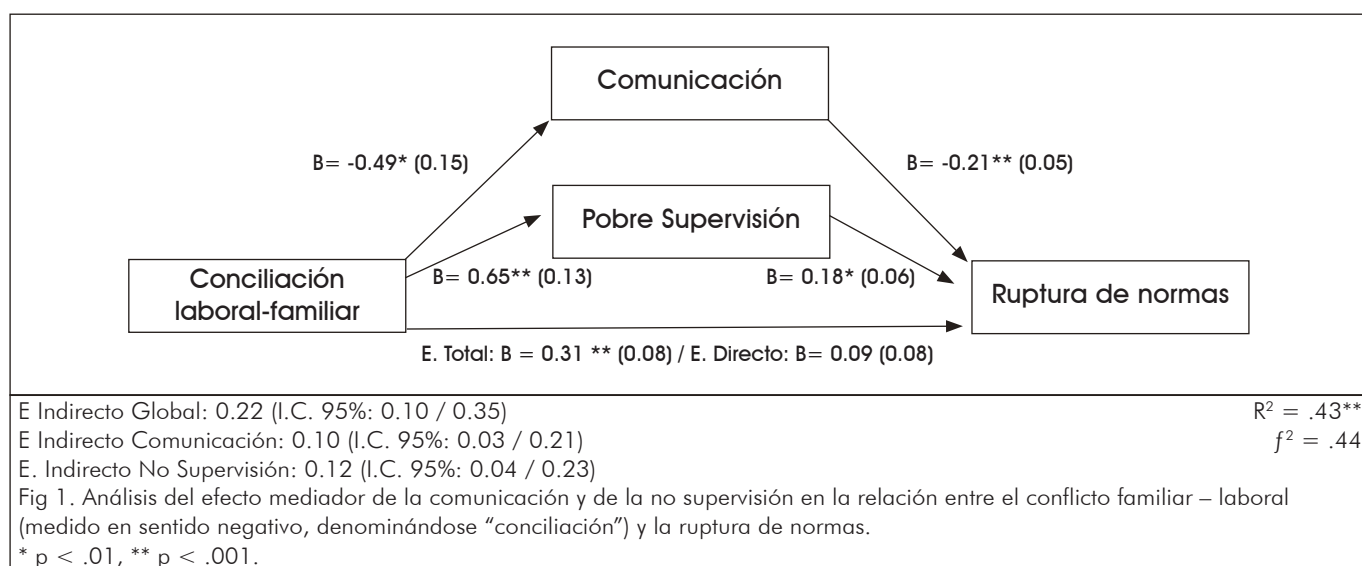 Comunicación
B= -0.49* (0.15)
B= -0.21** (0.05)
Pobre Supervisión
B= 0.65** (0.13)
B= 0.18* (0.06)
Conciliación
laboral-familiar
Ruptura de normas
E. Total: B = 0.31 ** (0.08) / E. Directo: B= 0.09 (0.08)
E Indirecto Global: 0.22 (I.C. 95%: 0.10 / 0.35)
R² = .43**
E Indirecto Comunicación: 0.10 (I.C. 95%: 0.03 / 0.21)
f² = .44
E. Indirecto No Supervisión: 0.12 (I.C. 95%: 0.04 / 0.23)
Fig 1. Análisis del efecto mediador de la comunicación y de la no supervisión en la relación entre el conflicto familiar – laboral
(medido en sentido negativo, denominándose “conciliación”) y la ruptura de normas.
* p < .01, ** p < .001.